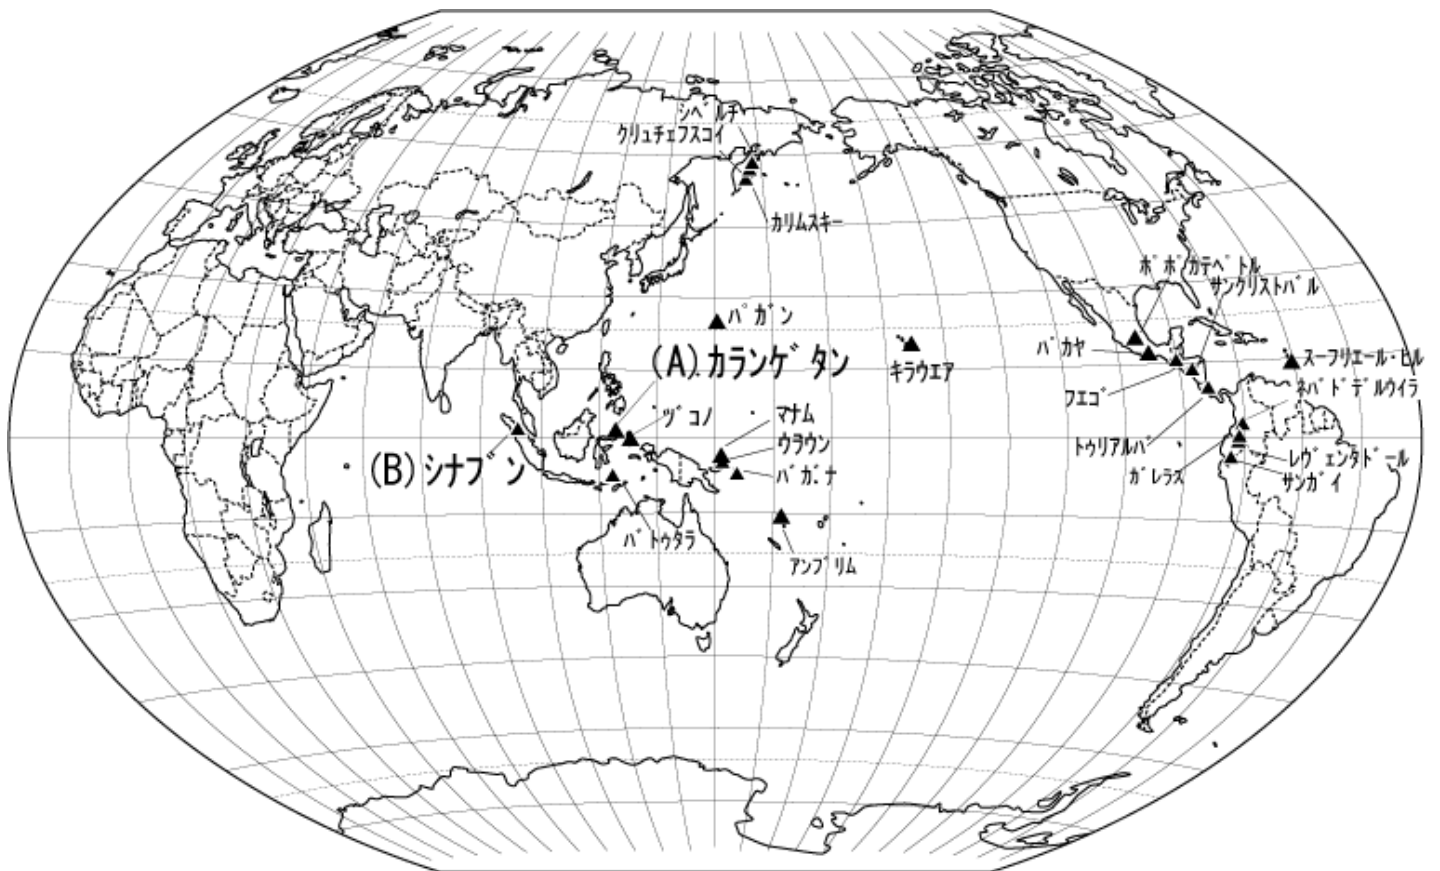 シベルチ
クリュチェフスコイ
カリムスキー
ポポカテペトル
サンクリストバル
パガン
(A) カランゲタン
キラウエア
パカヤ
スーフリエール・ヒル
ネバドデルウイラ
フエゴ
ヅコノ
マナム
ウラウン
バガナ
トゥリアルバ
ガレラス
レヴェンタドール
サンガイ
(B) シナブン
バトゥタラ
アンブリム